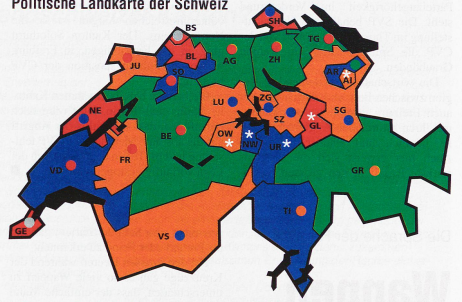 Politische Landkarte der Schweiz
BS
SH
TG
BL
JU
AG
ZH
SO
AR
AI
NE
LU
ZG
SZ
SG
GL
BE
OW
NW
UR
FR
VD
GR
TI
GE
VS
Wappen